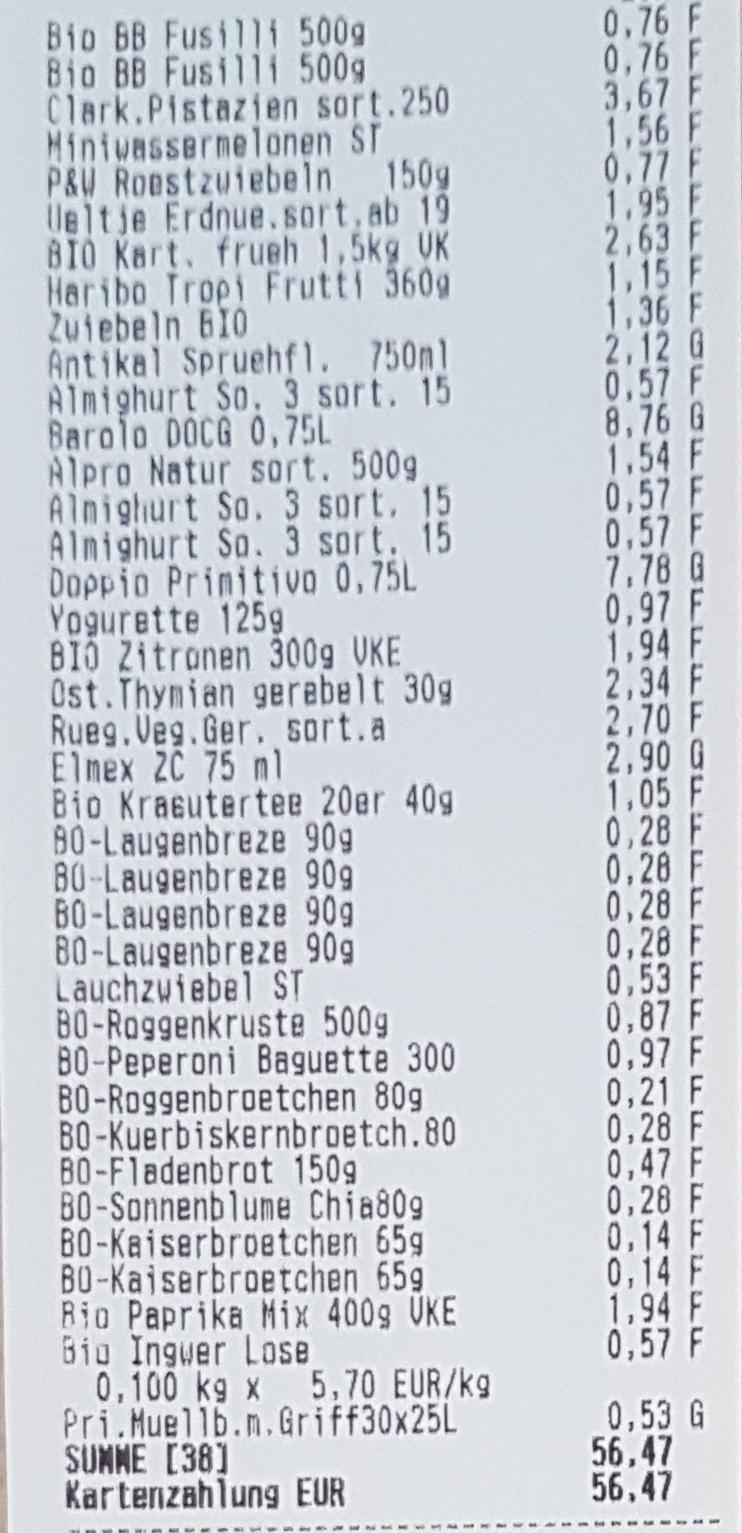 Bio BB Fusilli 500g 0,76 F
Bio BB Fusilli 500g 0,76 F
Clark.Pistazien sort.250 3,67 F
Miniwassermelonen ST 1,56 F
P&W Roestzwiebeln 150g 0,77 F
Ueltje Erdnue.sort.ab 19 1,95 F
BIO Kart. frueh 1,5kg VK 2,63 F
Haribo Tropi Frutti 360g 1,15 F
Zwiebeln BIO 1,36 F
Antikal Spruehfl. 750ml 2,12 G
Almighurt So. 3 sort. 15 0,57 F
Barolo DOCG 0,75L 8,76 G
Alpro Natur sort. 500g 1,54 F
Almighurt So. 3 sort. 15 0,57 F
Almighurt So. 3 sort. 15 0,57 F
Doppio Primitivo 0,75L 7,78 G
Yogurette 125g 0,97 F
BIO Zitronen 300g VKE 1,94 F
Ost.Thymian gerebelt 30g 2,34 F
Rueg.Veg.Ger. sort.a 2,70 F
Elmex ZC 75 ml 2,90 G
Bio Kraeutertee 20er 40g 1,05 F
BO-Laugenbreze 90g 0,28 F
BO-Laugenbreze 90g 0,28 F
BO-Laugenbreze 90g 0,28 F
BO-Laugenbreze 90g 0,28 F
Lauchzwiebel ST 0,53 F
BO-Roggenkruste 500g 0,87 F
BO-Peperoni Baguette 300 0,97 F
BO-Roggenbroetchen 80g 0,21 F
BO-Kuerbiskernbroetch.80 0,28 F
BO-Fladenbrot 150g 0,47 F
BO-Sonnenblume Chia80g 0,28 F
BO-Kaiserbroetchen 65g 0,14 F
BO-Kaiserbroetchen 65g 0,14 F
Bio Paprika Mix 400g VKE 1,94 F
Bio Ingwer Lose 0,57 F
0,100 kg x 5,70 EUR/kg
Pri.Muellb.m.Griff30x25L 0,53 G
SUMME [38] 56,47
Kartenzahlung EUR 56,47